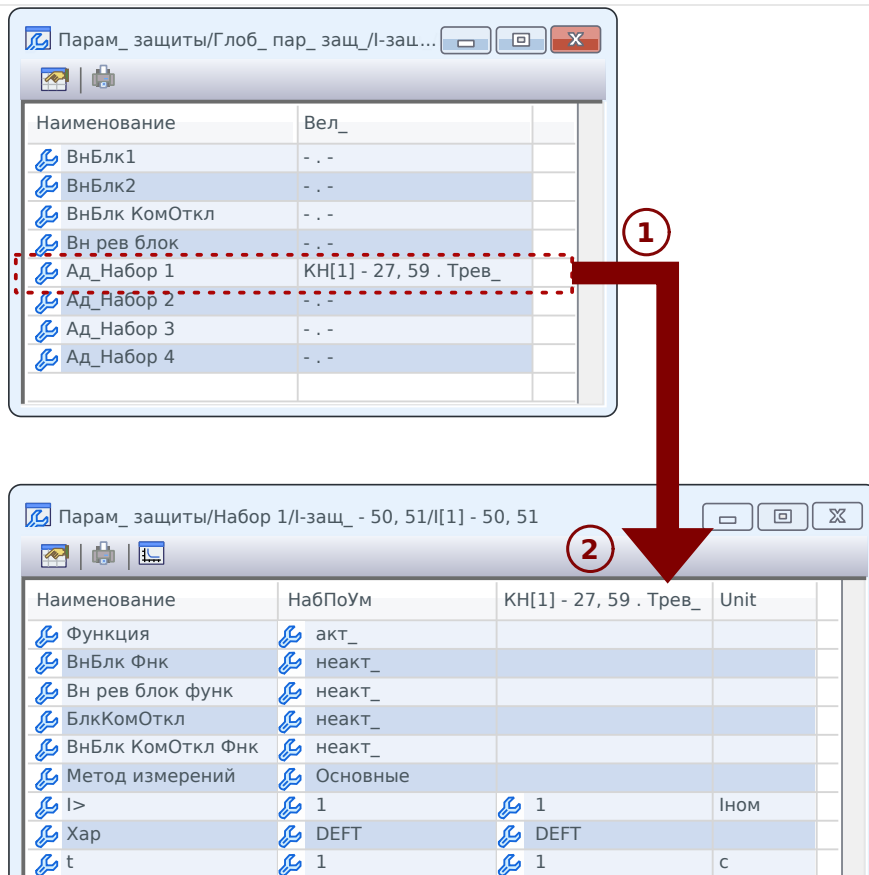 Парам_ защиты/Глоб_ пар_ защ_/I-защ...
Наименование Вел_
ВнБлк1 - . -
ВнБлк2 - . -
ВнБлк КомОткл - . -
Вн рев блок - . -
Ад_Набор 1 КН[1] - 27, 59 . Трев_
Ад_Набор 2 - . -
Ад_Набор 3 - . -
Ад_Набор 4 - . -
1
Парам_ защиты/Набор 1/I-защ_ - 50, 51/I[1] - 50, 51
2
Наименование НабПоУм КН[1] - 27, 59 . Трев_ Unit
Функция акт_
ВнБлк Фнк неакт_
Вн рев блок функ неакт_
БлкКомОткл неакт_
ВнБлк КомОткл Фнк неакт_
Метод измерений Основные
I> 1 1 Iном
Хар DEFT DEFT
t 1 1 с